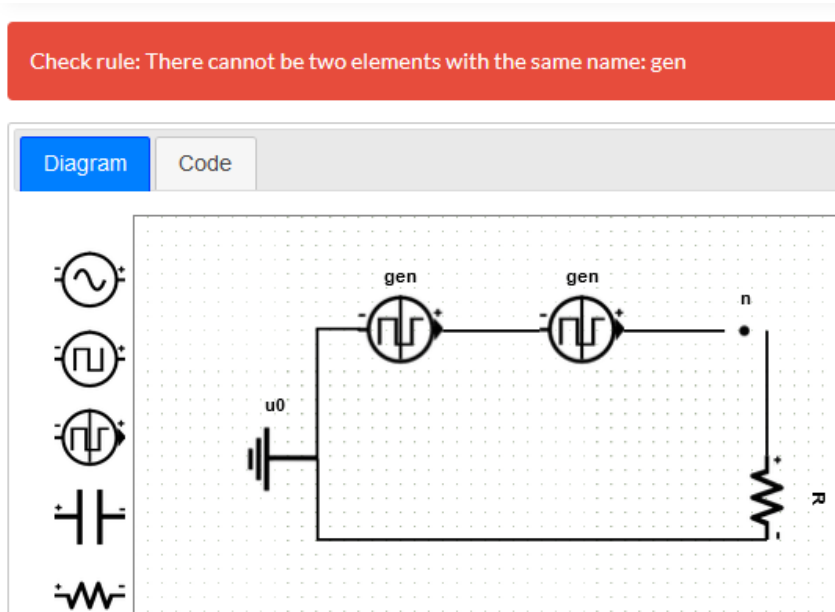 Check rule: There cannot be two elements with the same name: gen
Diagram Code
gen gen
n
u0
R